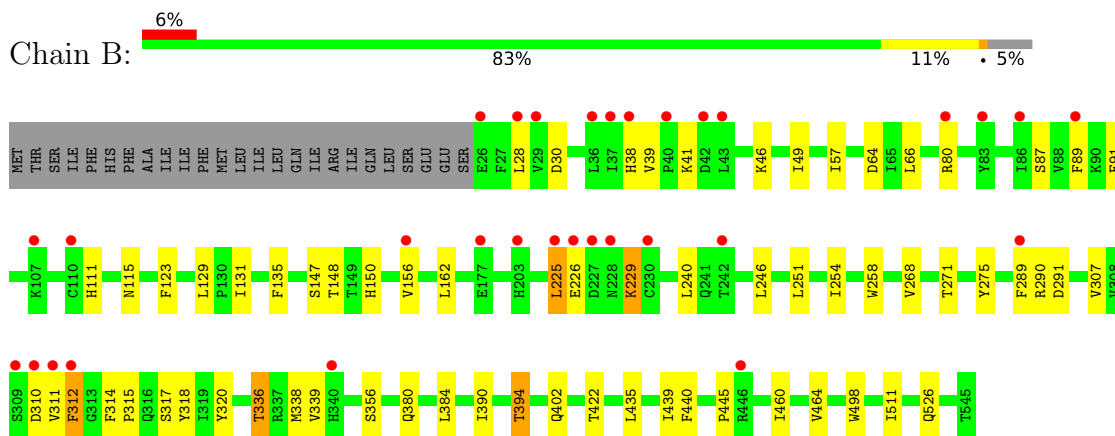 6%
Chain B:
83% 11% • 5%
MET THR SER ILE PHE HIS PHE ALA ILE ILE PHE MET LEU ILE LEU GLN ILE ARG ILE GLN LEU SER GLU GLU SER E26 F27 L28 V29 D30 L36 I37 H38 V39 P40 K41 D42 L43 K46 I49 I57 D64 I65 L66 R80 Y83 I86 S87 V88 F89 K90
K107 C110 H111 N115 F123 L129 P130 I131 F135 S147 T148 T149 H150 V156 L162 E177 H203 L225 E226 D227 N228 K229 C230 L240 Q241 T242 L246 L251 I254 W258 V268 T271 Y275 F289 R290 D291 V307 V308
S309 D310 V311 F312 G313 F314 P315 Q316 S317 Y318 I319 Y320 T336 R337 M338 V339 H340 S356 Q380 L384 I390 T394 Q402 T422 L435 I439 F440 P445 R446 I460 V464 W498 I511 Q526 T545